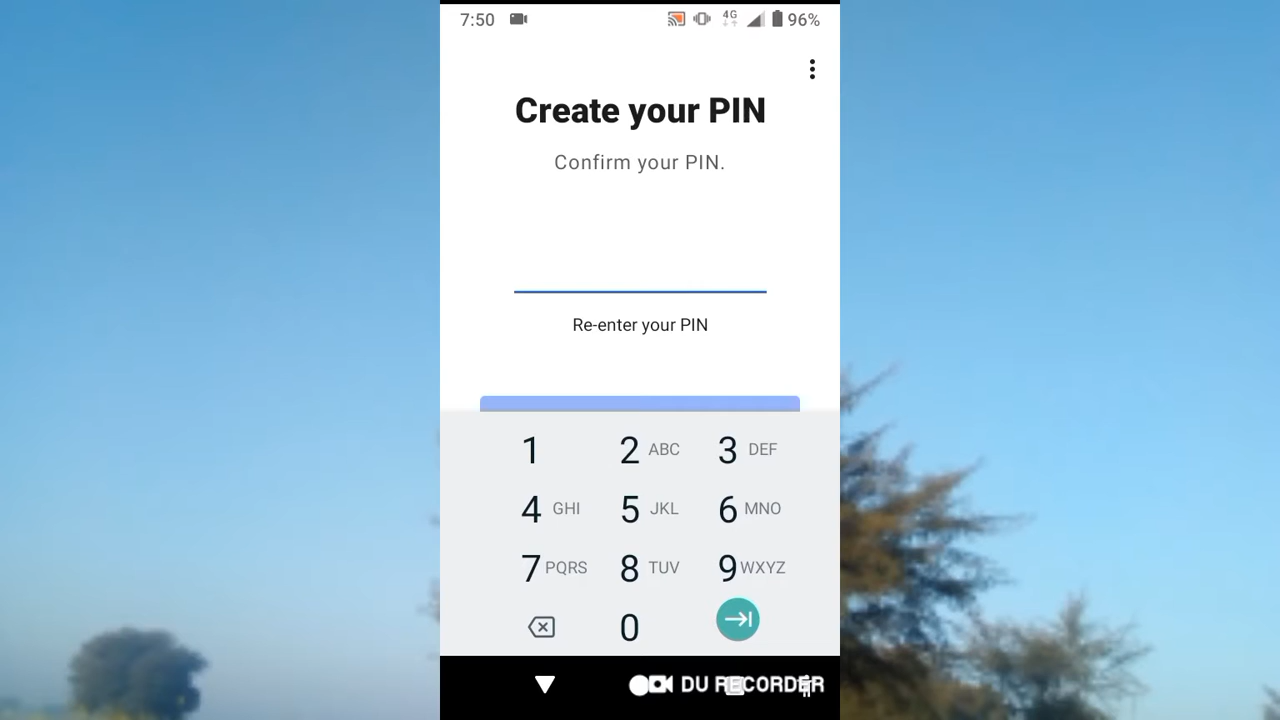 7:50 4G 96%
Create your PIN
Confirm your PIN.
Re-enter your PIN
1 2 ABC 3 DEF
4 GHI 5 JKL 6 MNO
7 PQRS 8 TUV 9 WXYZ
0
DU RECORDER